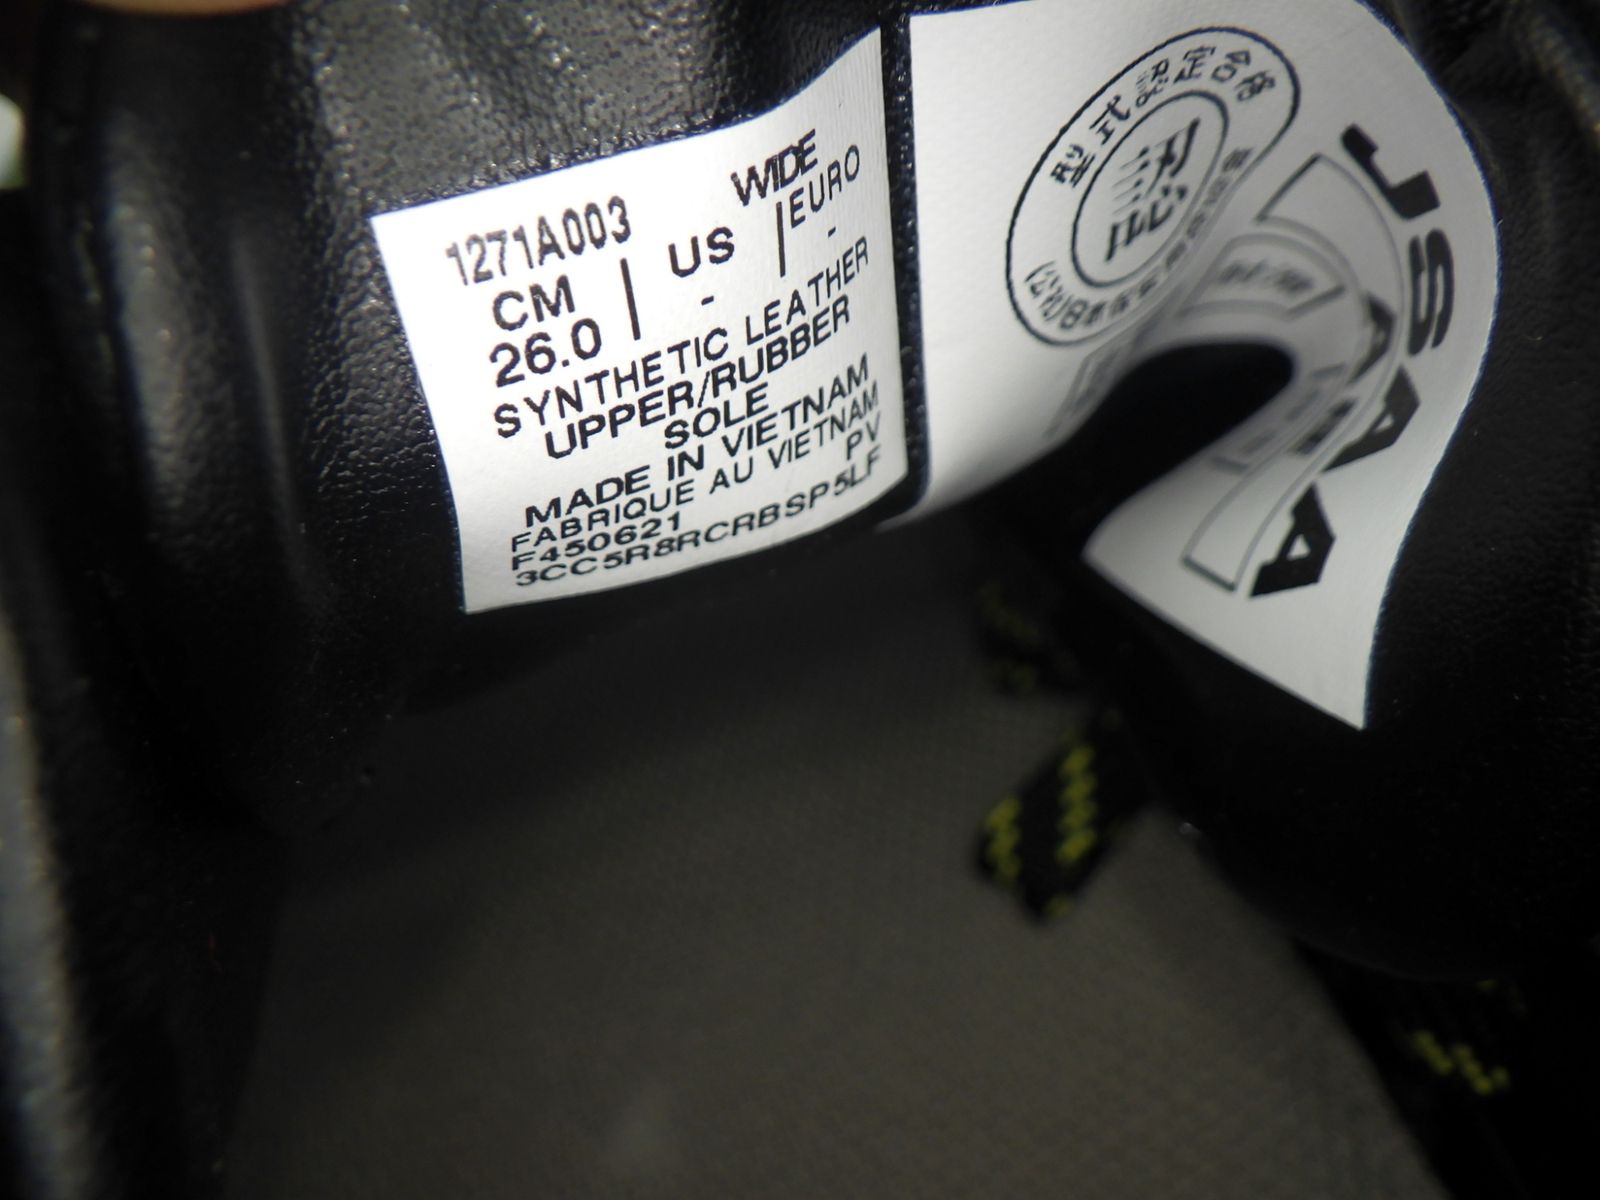 1271A003 WIDE
CM | US | EURO
26.0 - -
SYNTHETIC LEATHER
UPPER/RUBBER
SOLE
MADE IN VIETNAM
FABRIQUE AU VIETNAM
F450621 PV
3CC5R8RCRBSP5LF
型式認定合格
JSAA
A